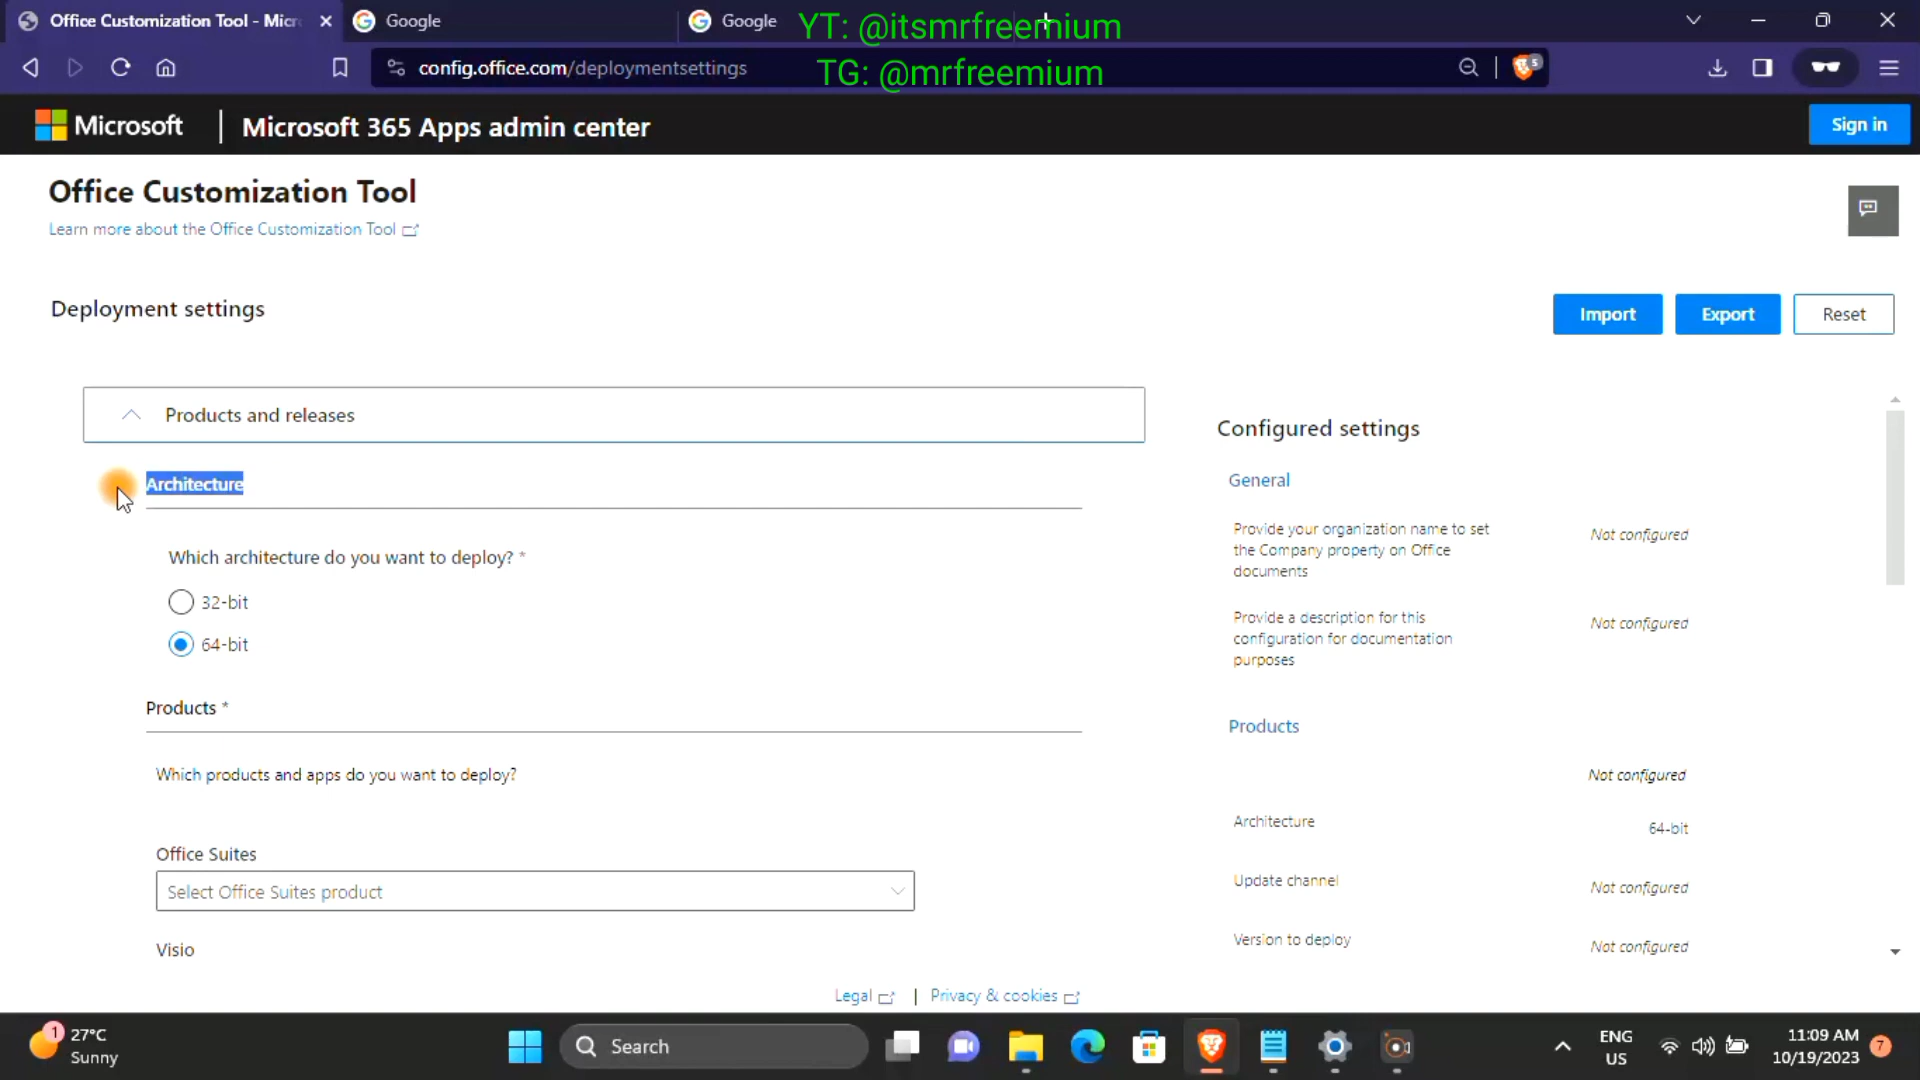 Office Customization Tool - Micr
Google
Google
YT: @itsmrfreemium
config.office.com/deploymentsettings
TG: @mrfreemium
5
Microsoft
Microsoft 365 Apps admin center
Sign in
Office Customization Tool
Learn more about the Office Customization Tool
Deployment settings
Import
Export
Reset
Products and releases
Architecture
Which architecture do you want to deploy? *
32-bit
64-bit
Products *
Which products and apps do you want to deploy?
Office Suites
Select Office Suites product
Visio
Configured settings
General
Provide your organization name to set
the Company property on Office
documents
Not configured
Provide a description for this
configuration for documentation
purposes
Not configured
Products
Not configured
Architecture
64-bit
Update channel
Not configured
Version to deploy
Not configured
Legal
|
Privacy & cookies
1
27°C
Sunny
Search
ENG
US
11:09 AM
10/19/2023
7